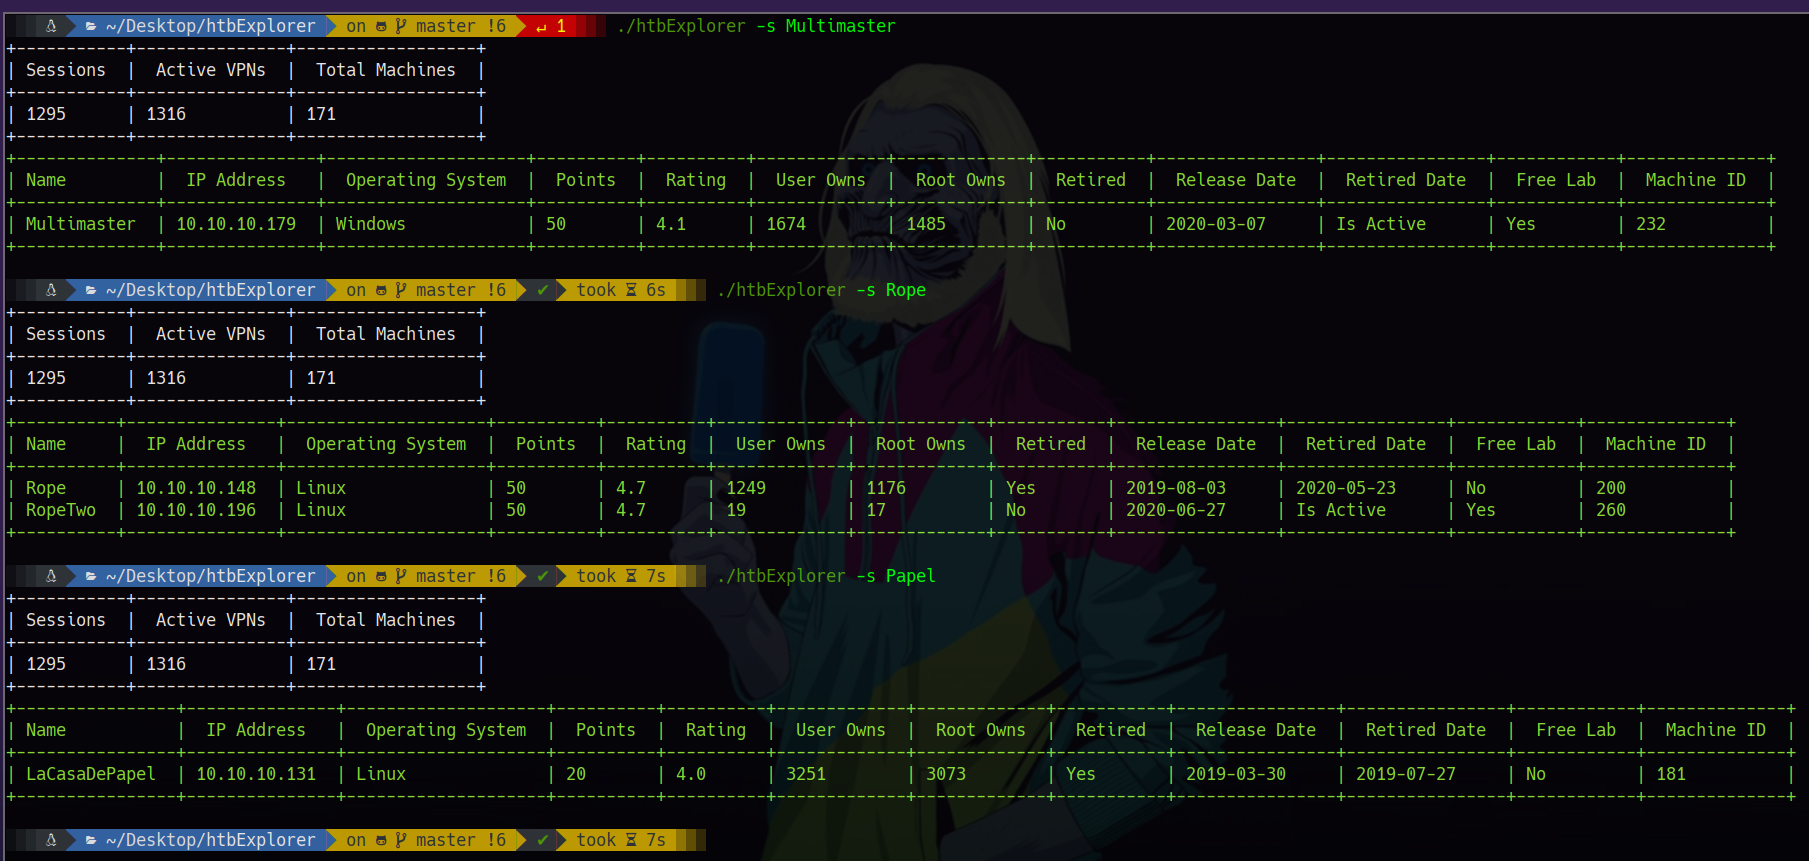 ~/Desktop/htbExplorer on master !6 ↵ 1 ./htbExplorer -s Multimaster
+-----------+---------------+------------------+
| Sessions | Active VPNs | Total Machines |
+-----------+---------------+------------------+
| 1295 | 1316 | 171 |
+-----------+---------------+------------------+
+--------------+---------------+--------------------+----------+----------+-------------+-------------+-----------+----------------+----------------+------------+--------------+
| Name | IP Address | Operating System | Points | Rating | User Owns | Root Owns | Retired | Release Date | Retired Date | Free Lab | Machine ID |
+--------------+---------------+--------------------+----------+----------+-------------+-------------+-----------+----------------+----------------+------------+--------------+
| Multimaster | 10.10.10.179 | Windows | 50 | 4.1 | 1674 | 1485 | No | 2020-03-07 | Is Active | Yes | 232 |
+--------------+---------------+--------------------+----------+----------+-------------+-------------+-----------+----------------+----------------+------------+--------------+
~/Desktop/htbExplorer on master !6 ✔ took 6s ./htbExplorer -s Rope
+-----------+---------------+------------------+
| Sessions | Active VPNs | Total Machines |
+-----------+---------------+------------------+
| 1295 | 1316 | 171 |
+-----------+---------------+------------------+
+----------+---------------+--------------------+----------+----------+-------------+-------------+-----------+----------------+----------------+------------+--------------+
| Name | IP Address | Operating System | Points | Rating | User Owns | Root Owns | Retired | Release Date | Retired Date | Free Lab | Machine ID |
+----------+---------------+--------------------+----------+----------+-------------+-------------+-----------+----------------+----------------+------------+--------------+
| Rope | 10.10.10.148 | Linux | 50 | 4.7 | 1249 | 1176 | Yes | 2019-08-03 | 2020-05-23 | No | 200 |
| RopeTwo | 10.10.10.196 | Linux | 50 | 4.7 | 19 | 17 | No | 2020-06-27 | Is Active | Yes | 260 |
+----------+---------------+--------------------+----------+----------+-------------+-------------+-----------+----------------+----------------+------------+--------------+
~/Desktop/htbExplorer on master !6 ✔ took 7s ./htbExplorer -s Papel
+-----------+---------------+------------------+
| Sessions | Active VPNs | Total Machines |
+-----------+---------------+------------------+
| 1295 | 1316 | 171 |
+-----------+---------------+------------------+
+----------------+---------------+--------------------+----------+----------+-------------+-------------+-----------+----------------+----------------+------------+--------------+
| Name | IP Address | Operating System | Points | Rating | User Owns | Root Owns | Retired | Release Date | Retired Date | Free Lab | Machine ID |
+----------------+---------------+--------------------+----------+----------+-------------+-------------+-----------+----------------+----------------+------------+--------------+
| LaCasaDePapel | 10.10.10.131 | Linux | 20 | 4.0 | 3251 | 3073 | Yes | 2019-03-30 | 2019-07-27 | No | 181 |
+----------------+---------------+--------------------+----------+----------+-------------+-------------+-----------+----------------+----------------+------------+--------------+
~/Desktop/htbExplorer on master !6 ✔ took 7s